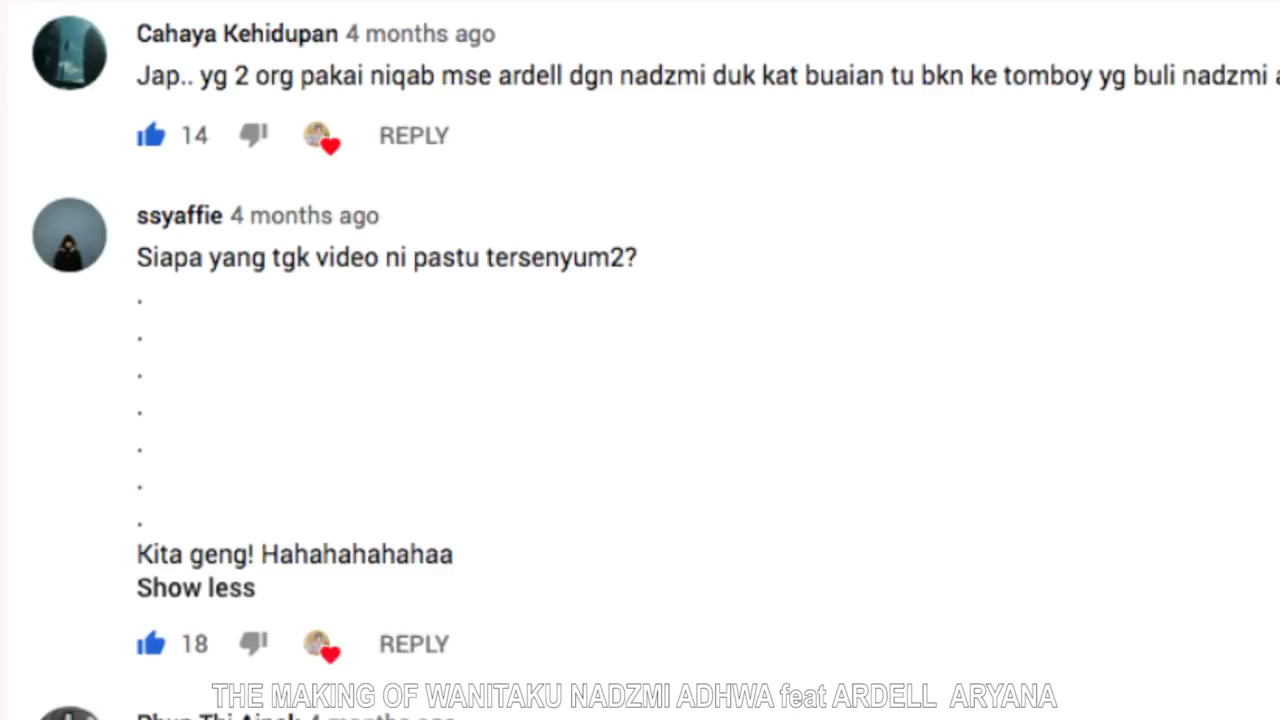 Cahaya Kehidupan 4 months ago
Jap.. yg 2 org pakai niqab mse ardell dgn nadzmi duk kat buaian tu bkn ke tomboy yg buli nadzmi
14 REPLY
ssyaffie 4 months ago
Siapa yang tgk video ni pastu tersenyum2?
.
.
.
.
.
.
.
Kita geng! Hahahahahahaa
Show less
18 REPLY
THE MAKING OF WANITAKU NADZMI ADHWA feat ARDELL ARYANA